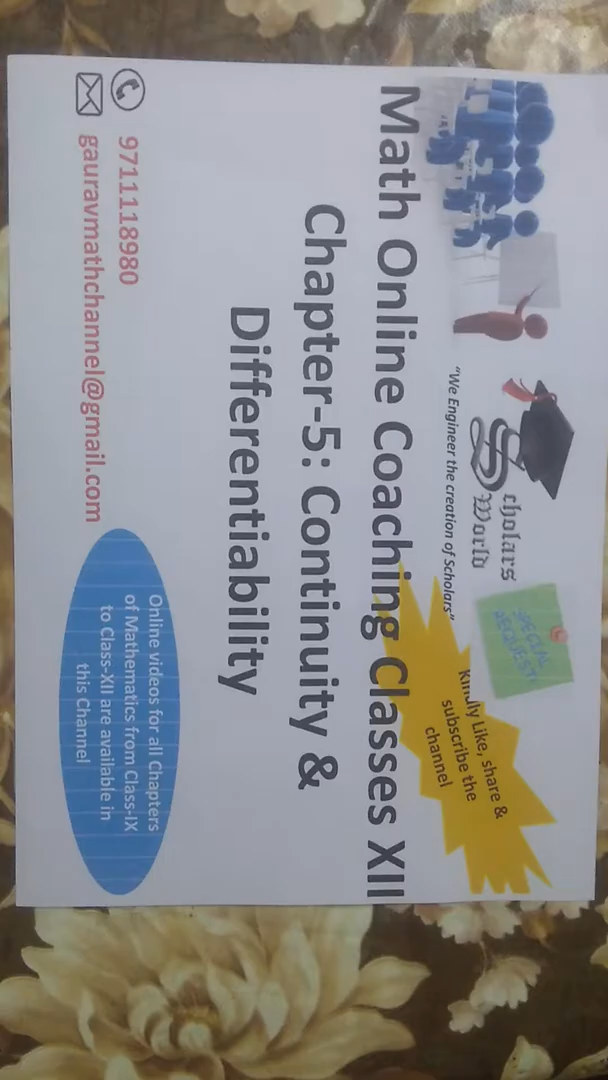 Scholars
World
"We Engineer the creation of Scholars"
SPECIAL
REQUEST!
Kindly Like, share &
subscribe the
channel
Math Online Coaching Classes XII
Chapter-5: Continuity &
Differentiability
9711118980
gauravmathchannel@gmail.com
Online videos for all Chapters
of Mathematics from Class-IX
to Class-XII are available in
this Channel